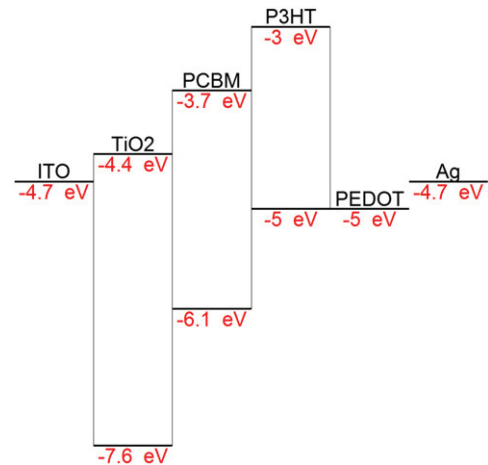 P3HT
-3 eV
PCBM
-3.7 eV
TiO2
-4.4 eV
ITO
-4.7 eV
Ag
-4.7 eV
PEDOT
-5 eV
-5 eV
-6.1 eV
-7.6 eV